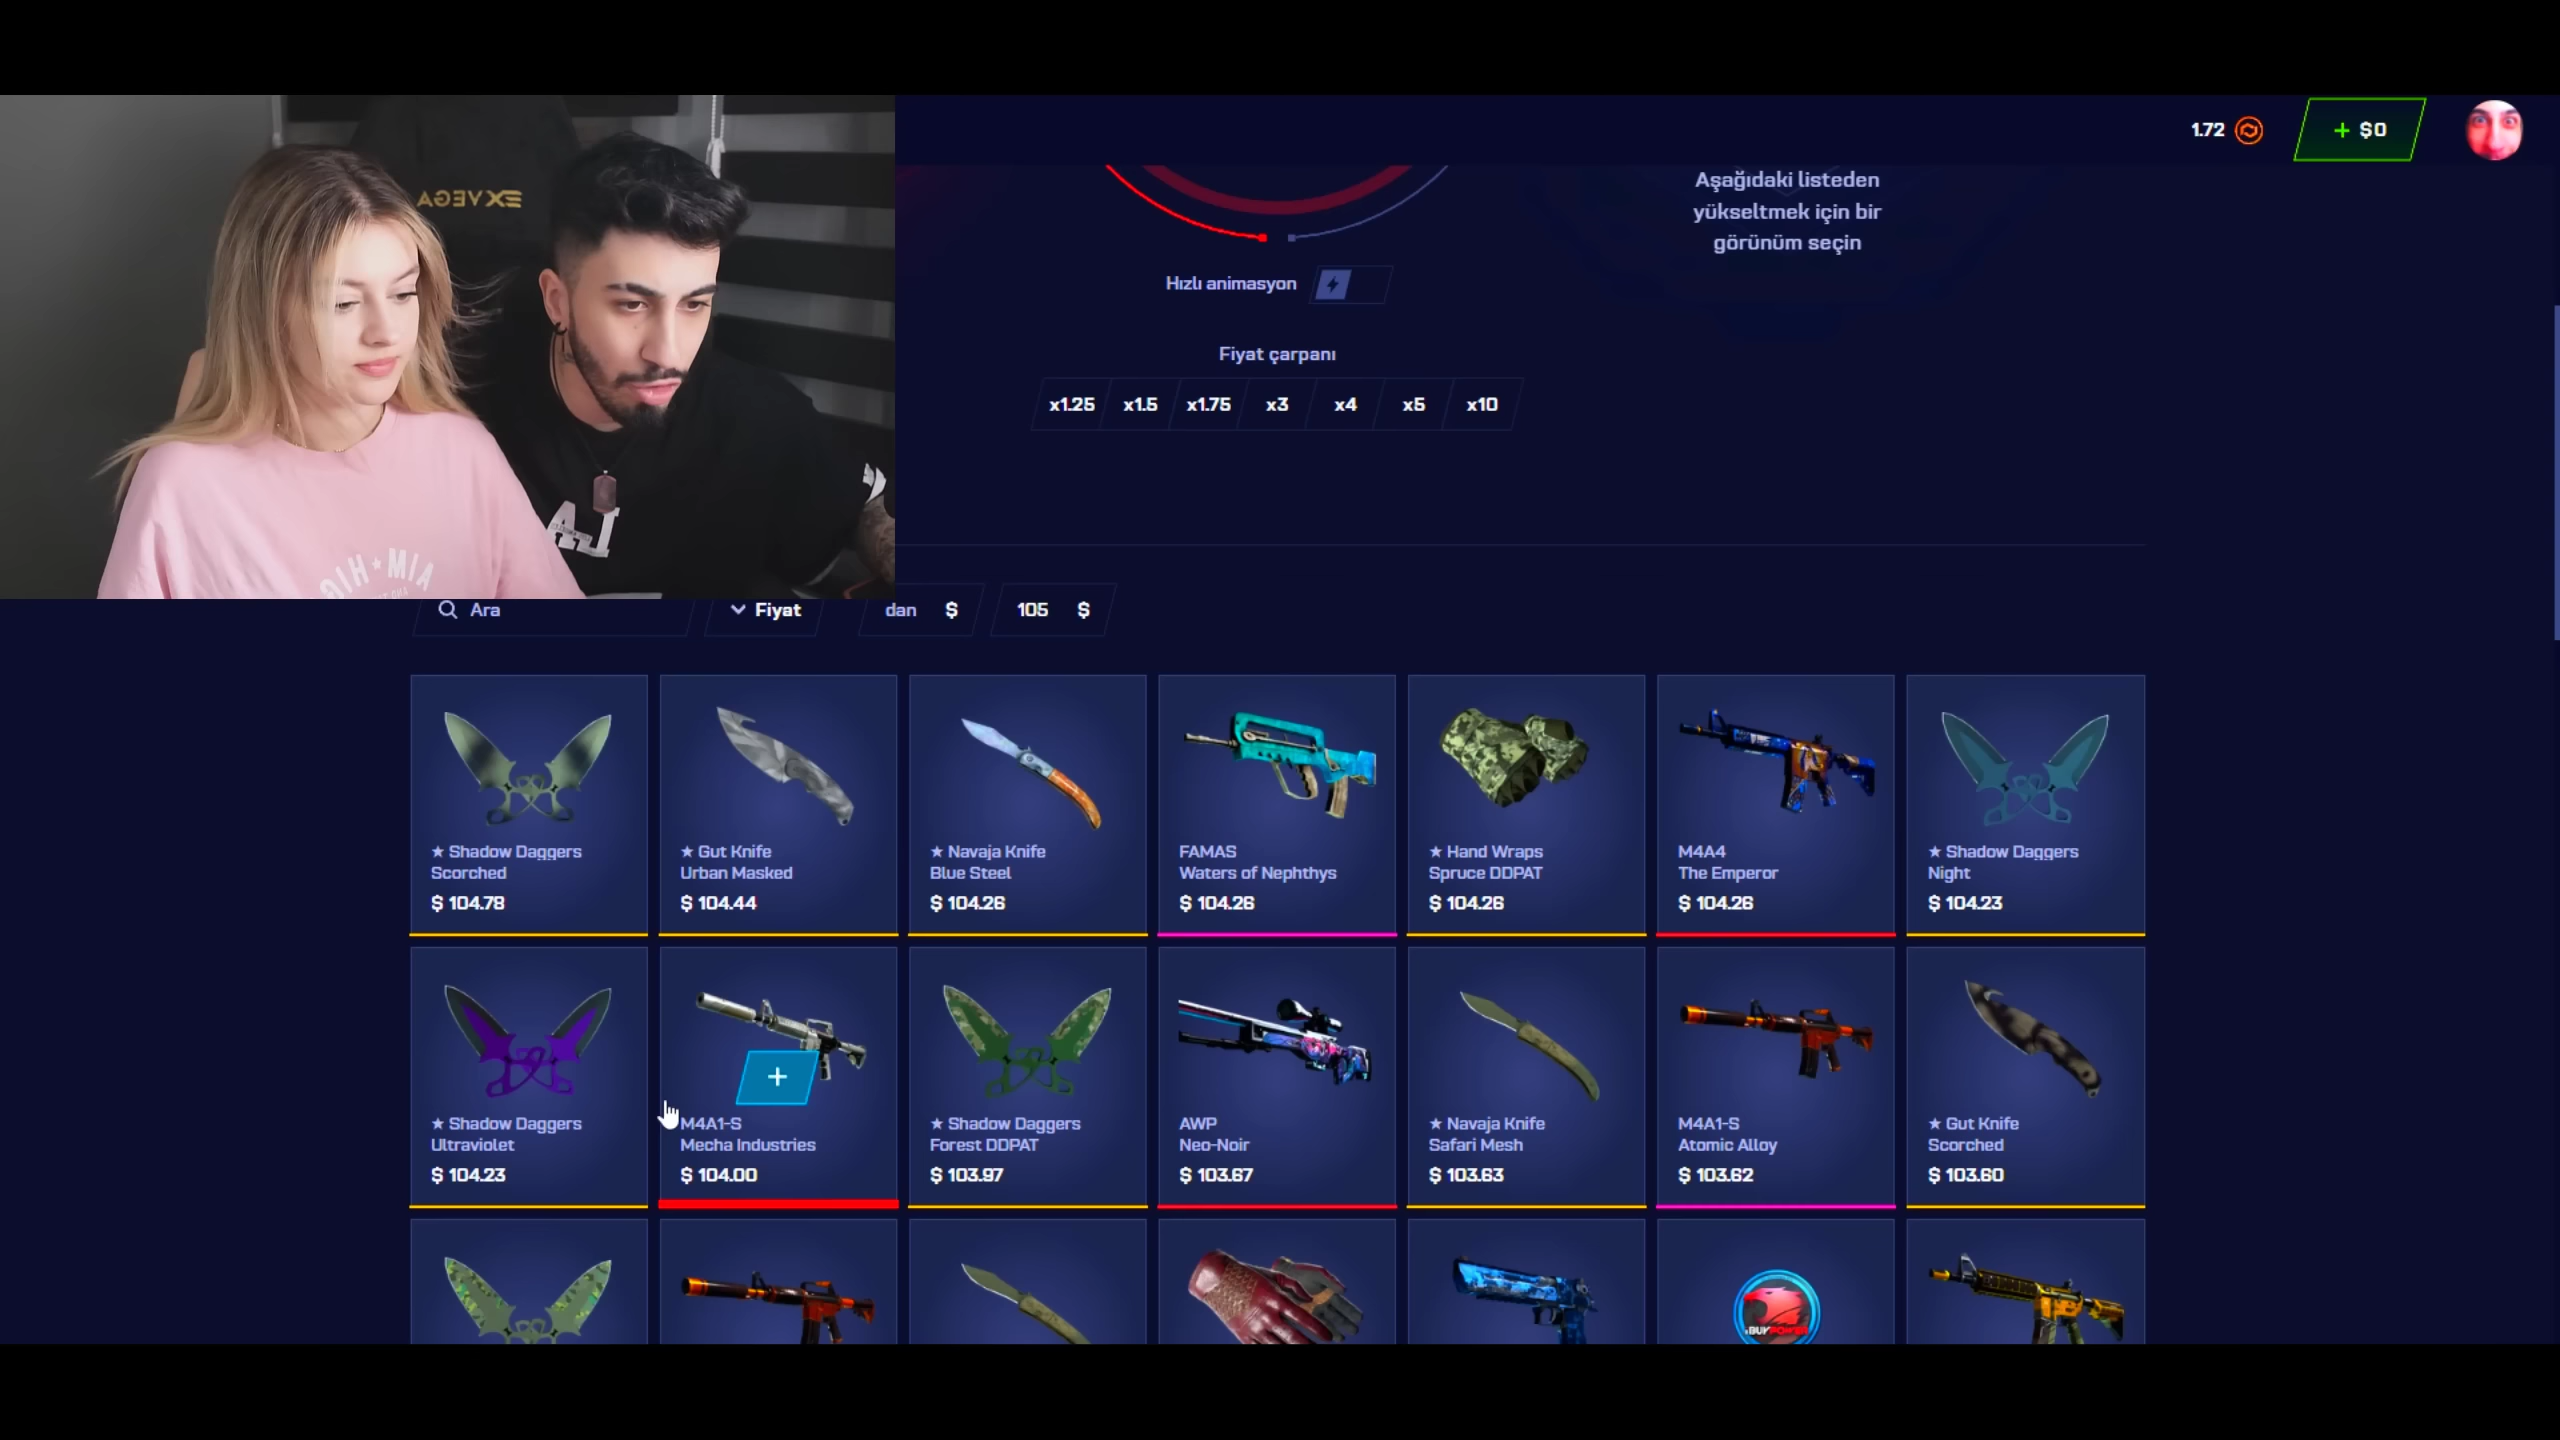 1.72
+ $0
EXVEGA
Aşağıdaki listeden
yükseltmek için bir
görünüm seçin
Hızlı animasyon
Fiyat çarpanı
x1.25 x1.5 x1.75 x3 x4 x5 x10
Ara
Fiyat
dan $
105 $
★ Shadow Daggers
Scorched
$ 104.78
★ Gut Knife
Urban Masked
$ 104.44
★ Navaja Knife
Blue Steel
$ 104.26
FAMAS
Waters of Nephthys
$ 104.26
★ Hand Wraps
Spruce DDPAT
$ 104.26
M4A4
The Emperor
$ 104.26
★ Shadow Daggers
Night
$ 104.23
★ Shadow Daggers
Ultraviolet
$ 104.23
M4A1-S
Mecha Industries
$ 104.00
★ Shadow Daggers
Forest DDPAT
$ 103.97
AWP
Neo-Noir
$ 103.67
★ Navaja Knife
Safari Mesh
$ 103.63
M4A1-S
Atomic Alloy
$ 103.62
★ Gut Knife
Scorched
$ 103.60
iBUYPOWER